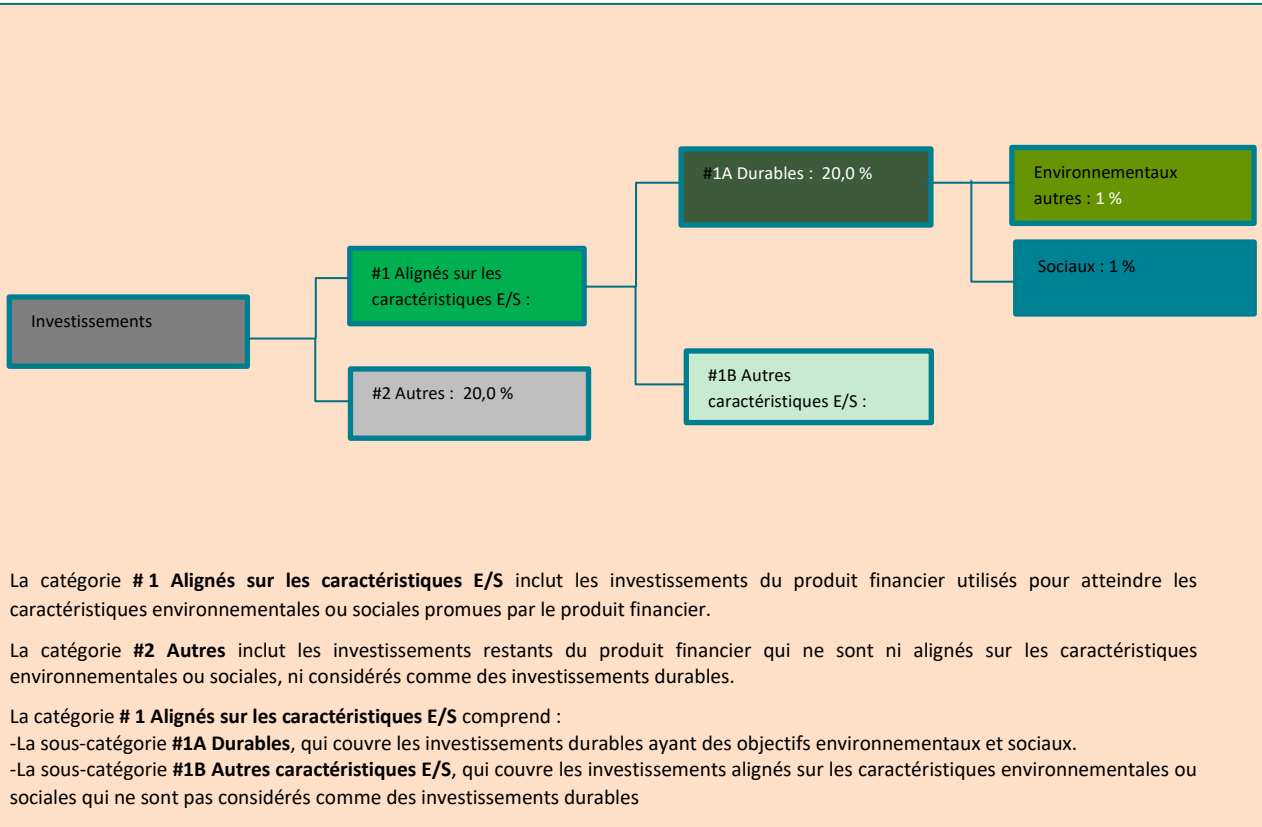 #1A Durables : 20,0 %
Environnementaux
autres : 1 %
Sociaux : 1 %
#1 Alignés sur les
caractéristiques E/S :
Investissements
#2 Autres : 20,0 %
#1B Autres
caractéristiques E/S :
La catégorie # 1 Alignés sur les caractéristiques E/S inclut les investissements du produit financier utilisés pour atteindre les
caractéristiques environnementales ou sociales promues par le produit financier.
La catégorie #2 Autres inclut les investissements restants du produit financier qui ne sont ni alignés sur les caractéristiques
environnementales ou sociales, ni considérés comme des investissements durables.
La catégorie # 1 Alignés sur les caractéristiques E/S comprend :
-La sous-catégorie #1A Durables, qui couvre les investissements durables ayant des objectifs environnementaux et sociaux.
-La sous-catégorie #1B Autres caractéristiques E/S, qui couvre les investissements alignés sur les caractéristiques environnementales ou
sociales qui ne sont pas considérés comme des investissements durables